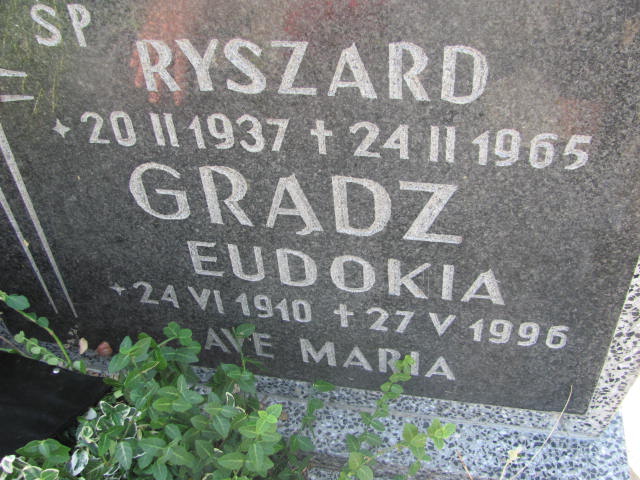 SP
RYSZARD
✦ 20 II 1937 ✝ 24 II 1965
GRĄDZ
EUDOKIA
✦ 24 VI 1910 ✝ 27 V 1996
AVE MARIA